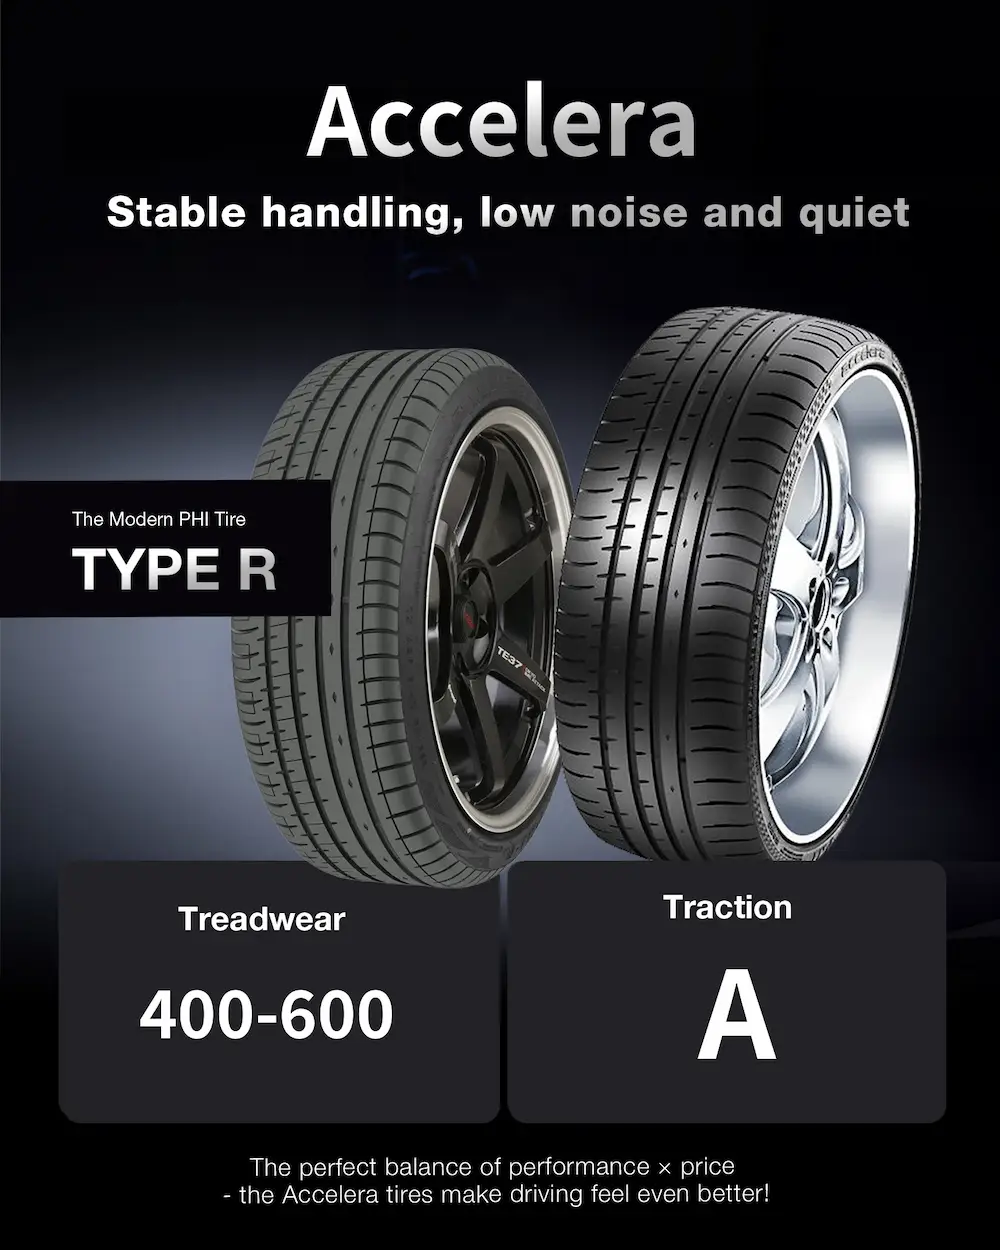 Accelera
Stable handling, low noise and quiet
accelera
The Modern PHI Tire
TYPE R
TE37
Treadwear
400-600
Traction
A
The perfect balance of performance × price
- the Accelera tires make driving feel even better!